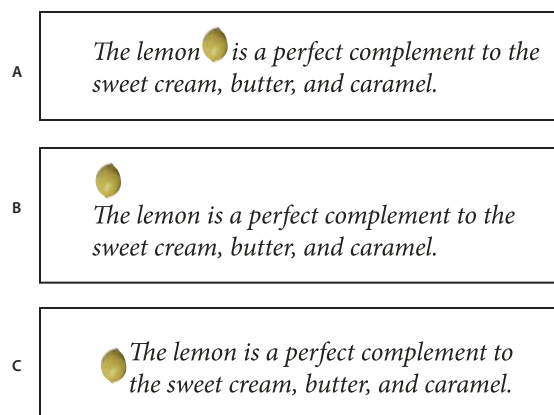 A
The lemon is a perfect complement to the
sweet cream, butter, and caramel.
B
The lemon is a perfect complement to the
sweet cream, butter, and caramel.
C
The lemon is a perfect complement to
the sweet cream, butter, and caramel.